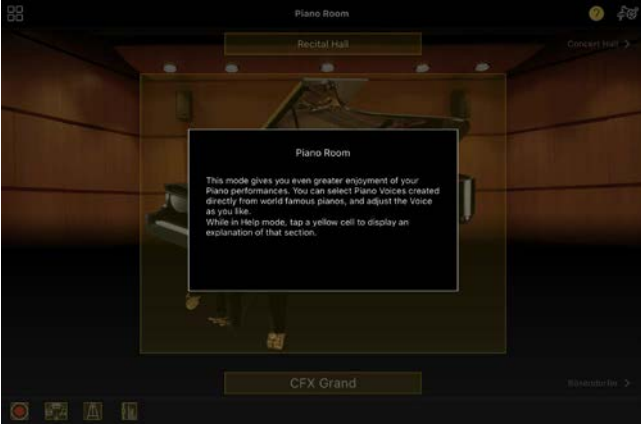 Piano Room
?
Recital Hall
Concert Hall >
Piano Room
This mode gives you even greater enjoyment of your
Piano performances. You can select Piano Voices created
directly from world famous pianos, and adjust the Voice
as you like.
While in Help mode, tap a yellow cell to display an
explanation of that section.
CFX Grand
Bösendorfer >